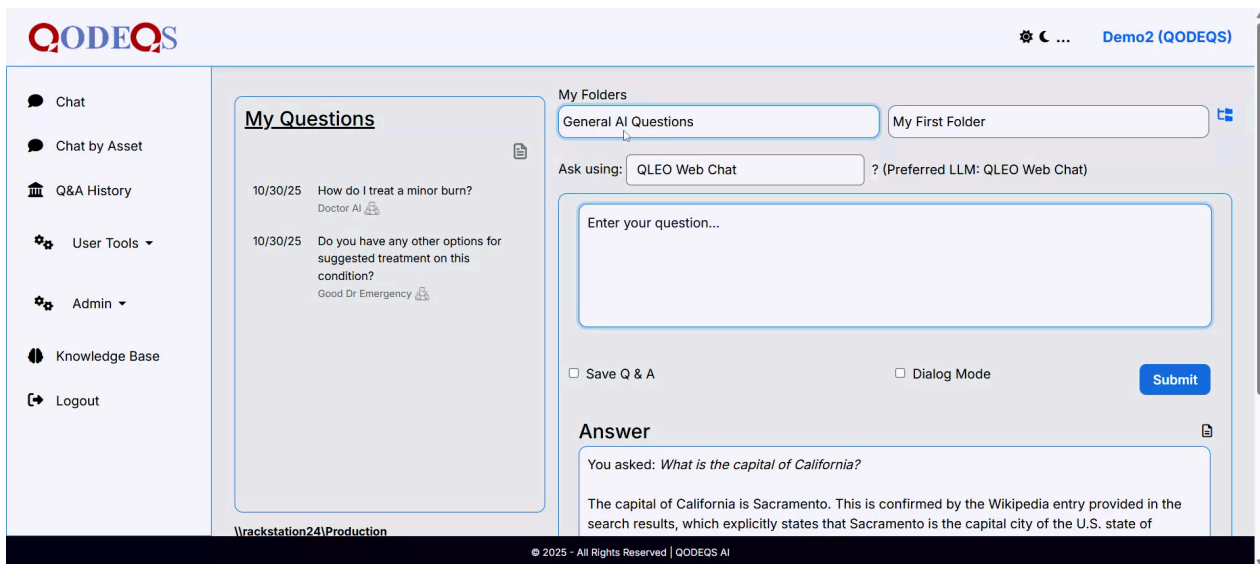 QODEQS
...
Demo2 (QODEQS)
Chat
Chat by Asset
Q&A History
User Tools
Admin
Knowledge Base
Logout
My Questions
10/30/25 How do I treat a minor burn?
Doctor AI
10/30/25 Do you have any other options for
suggested treatment on this
condition?
Good Dr Emergency
\\rackstation24\Production
My Folders
General AI Questions
My First Folder
Ask using: QLEO Web Chat ? (Preferred LLM: QLEO Web Chat)
Enter your question...
Save Q & A
Dialog Mode
Submit
Answer
You asked: What is the capital of California?
The capital of California is Sacramento. This is confirmed by the Wikipedia entry provided in the
search results, which explicitly states that Sacramento is the capital city of the U.S. state of
© 2025 - All Rights Reserved | QODEQS AI